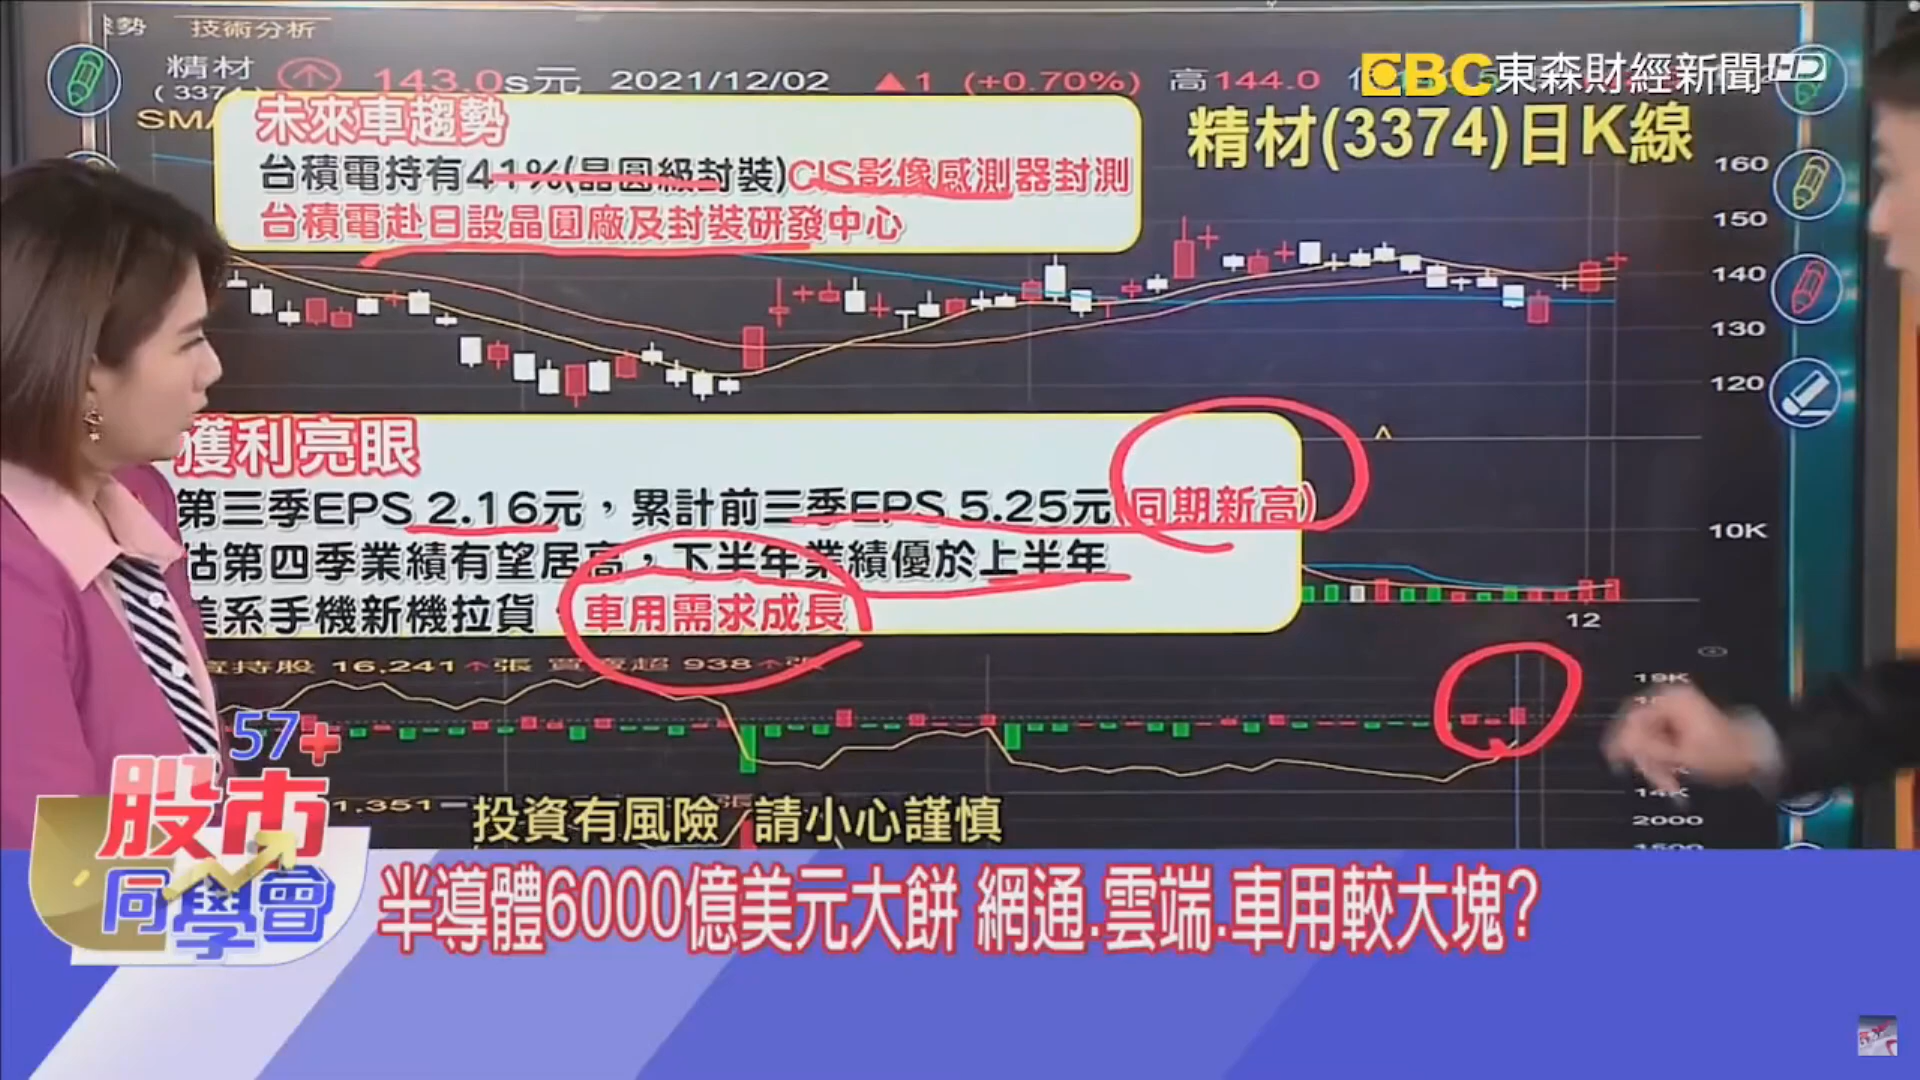 技術分析
精材
143.0s元 2021/12/02 ▲1 (+0.70%) 高144.0
EBC東森財經新聞HD
精材(3374)日K線
未來車趨勢
台積電持有41%(晶圓級封裝)CIS影像感測器封測
台積電赴日設晶圓廠及封裝研發中心
160
150
140
130
120
獲利亮眼
第三季EPS 2.16元，累計前三季EPS 5.25元(同期新高)
估第四季業績有望居高，下半年業績優於上半年
美系手機新機拉貨 車用需求成長
10K
12
持股 16,241↑張 938↑張
19K
14K
2000
1,351
投資有風險 請小心謹慎
57+
股市
同學會
半導體6000億美元大餅 網通.雲端.車用較大塊?